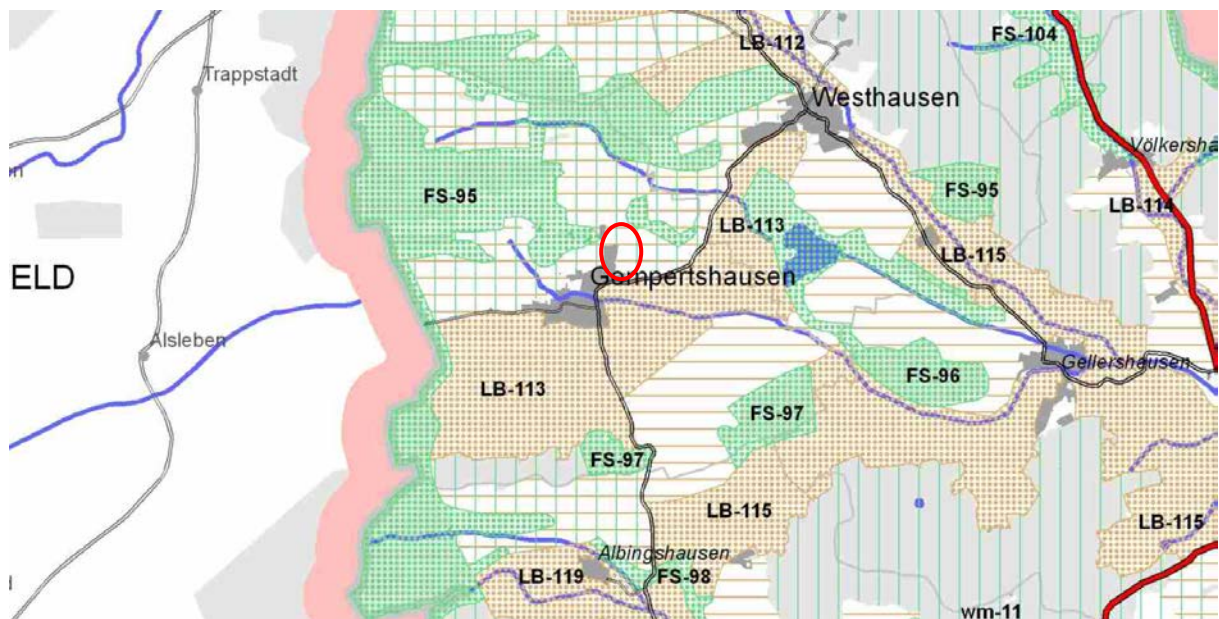 LB-112
FS-104
Trappstadt
Westhausen
Völkershä
FS-95
FS-95
LB-114
LB-113
LB-115
ELD
Gompertshausen
Alsleben
Gellershausen
FS-96
LB-113
FS-97
FS-97
LB-115
LB-115
Albingshausen
LB-119
FS-98
wm-11